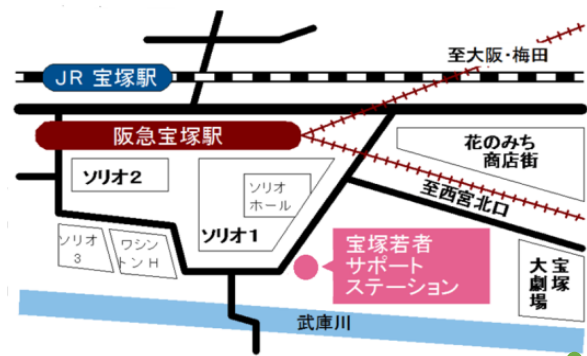 至大阪・梅田
JR 宝塚駅
阪急宝塚駅
花のみち
商店街
ソリオ2
ソリオ
ホール
至西宮北口
ソリオ1
ソリオ
3
ワシン
トンH
宝塚若者
サポート
ステーション
宝塚
大劇場
武庫川